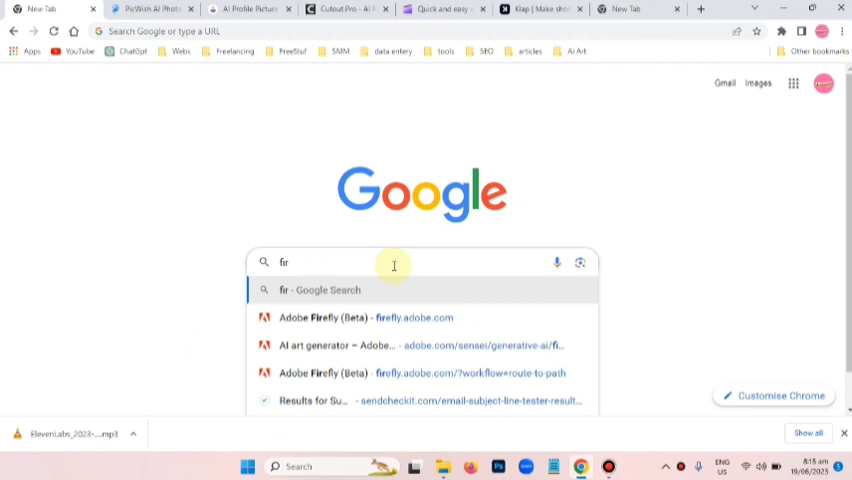 New Tab
PicWish AI Photo
AI Profile Picture
Cutout.Pro - AI P
Quick and easy v
Klap | Make shor
New Tab
Search Google or type a URL
Apps
YouTube
ChatGpt
Webs
Freelancing
FreeStuf
SMM
data entery
tools
SEO
articles
Ai Art
Other bookmarks
Gmail
Images
Google
fir
fir - Google Search
Adobe Firefly (Beta) - firefly.adobe.com
AI art generator – Adobe... - adobe.com/sensei/generative-ai/fi...
Adobe Firefly (Beta) - firefly.adobe.com/?workflow=route-to-path
Results for Su... - sendcheckit.com/email-subject-line-tester-result...
Customise Chrome
ElevenLabs_2023-....mp3
Show all
Search
Ps
ENG
US
8:15 am
19/06/2023